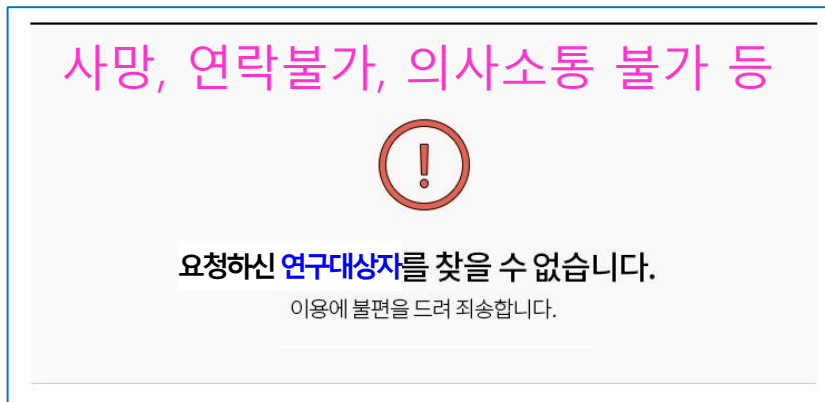 사망, 연락불가, 의사소통 불가 등
!
요청하신 연구대상자를 찾을 수 없습니다.
이용에 불편을 드려 죄송합니다.